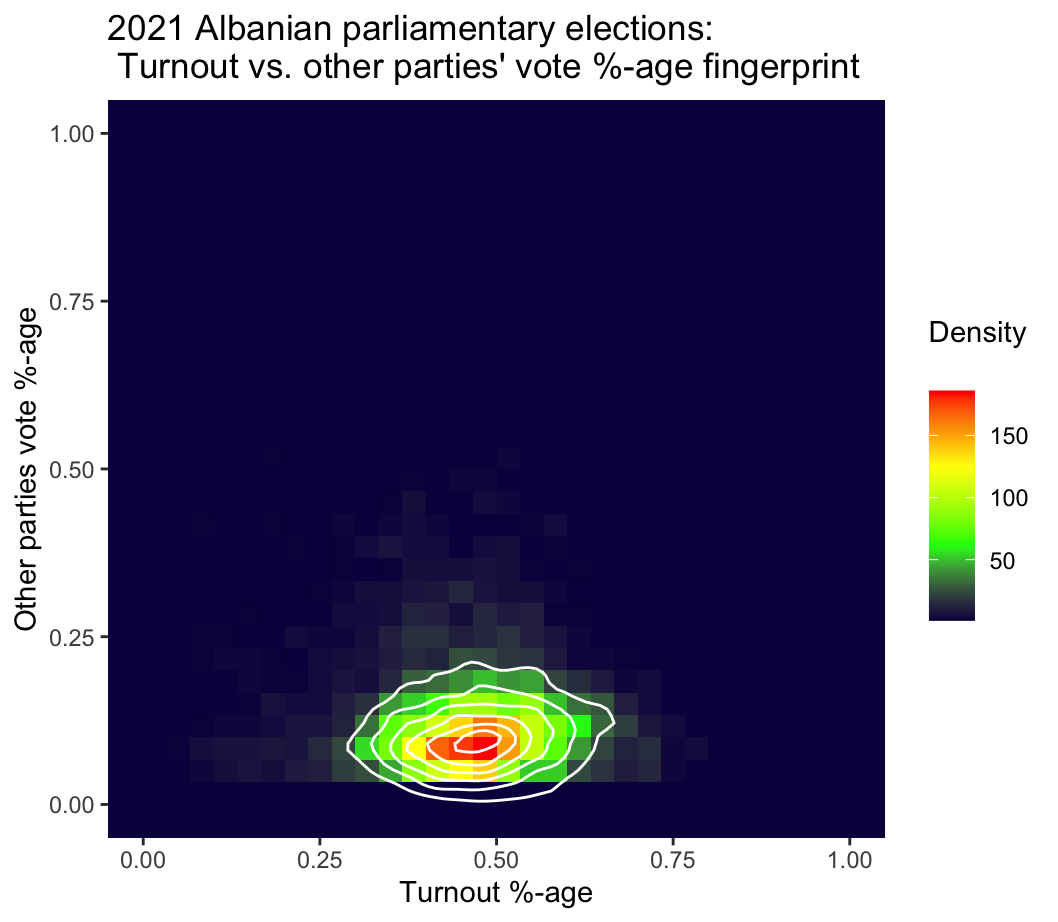 2021 Albanian parliamentary elections:
Turnout vs. other parties' vote %-age fingerprint
1.00
0.75
0.50
0.25
0.00
Other parties vote %-age
0.00
0.25
0.50
0.75
1.00
Turnout %-age
Density
150
100
50